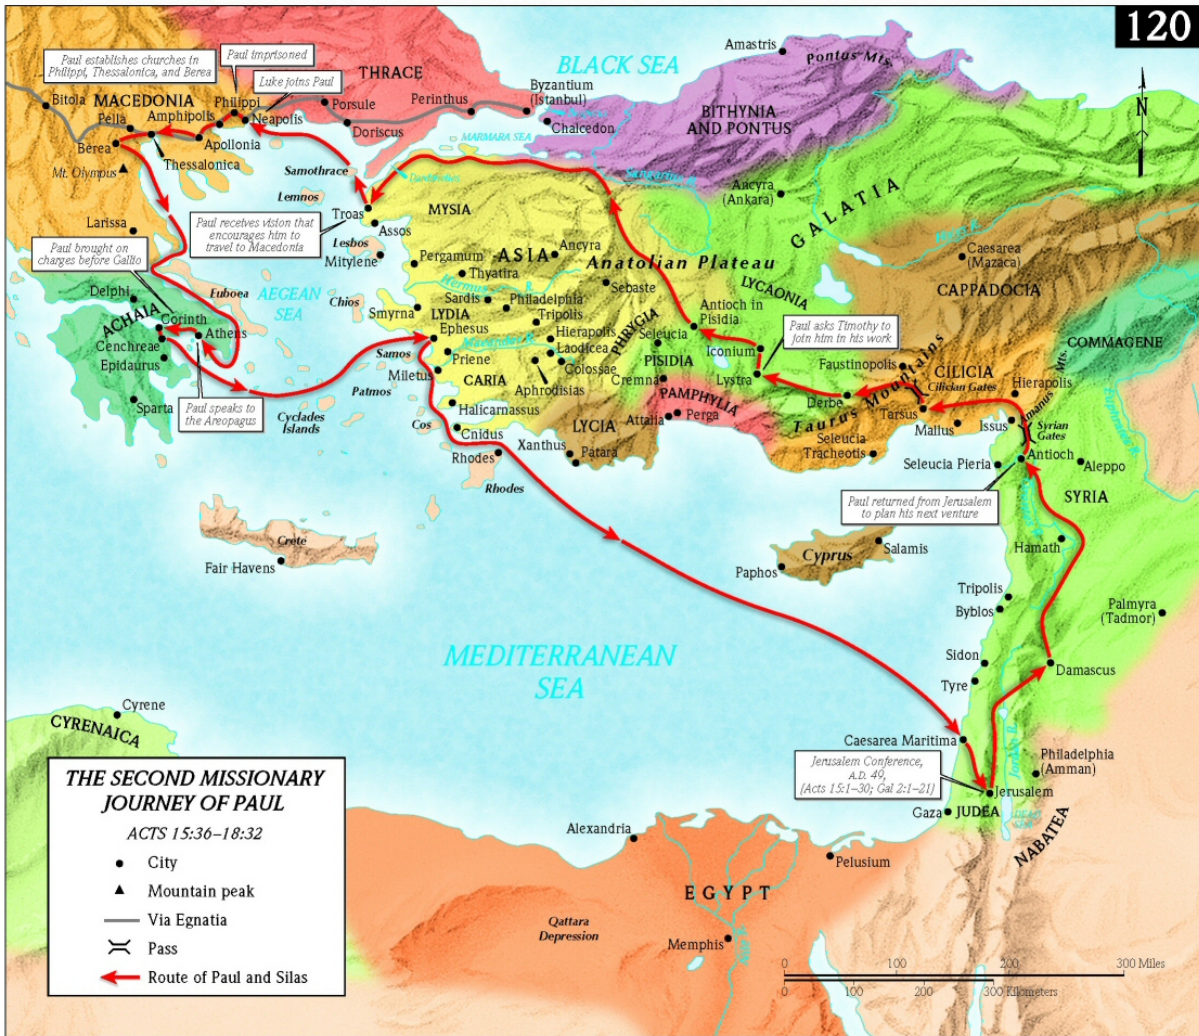 120
BLACK SEA
Amastris
Pontus Mts.
Paul establishes churches in
Philippi, Thessalonica, and Berea
Paul imprisoned
Luke joins Paul
THRACE
Byzantium
(Istanbul)
Chalcedon
Perinthus
Porsule
Doriscus
BITHYNIA
AND PONTUS
Bitola
MACEDONIA
Philippi
Amphipolis
Neapolis
Pella
Berea
Apollonia
Thessalonica
Mt. Olympus
MARMARA SEA
Dardanelles
Sangarius R.
Samothrace
Lemnos
Ancyra
(Ankara)
GALATIA
Larissa
Paul receives vision that
encourages him to
travel to Macedonia
Troas
Assos
MYSIA
Lesbos
Mitylene
Pergamum
ASIA
Ancyra
Anatolian Plateau
Caesarea
(Mazaca)
CAPPADOCIA
Paul brought on
charges before Gallio
Thyatira
Hermus R.
Sebaste
LYCAONIA
Delphi
Euboea
AEGEAN
SEA
Chios
Sardis
Philadelphia
Smyrna
LYDIA
Tripolis
Antioch in
Pisidia
ACHAIA
Corinth
Athens
Cenchreae
Epidaurus
Ephesus
Hierapolis
PHRYGIA
Seleucia
Paul asks Timothy to
join him in his work
COMMAGENE
Samos
Priene
Maeander R.
Laodicea
Colossae
PISIDIA
Iconium
Lystra
Faustinopolis
CILICIA
Cilician Gates
Hierapolis
Miletus
Patmos
CARIA
Aphrodisias
Cremna
Taurus Mountains
Derbe
Tarsus
Amanus Mts.
Euphrates R.
Sparta
Paul speaks to
the Areopagus
Cyclades
Islands
Halicarnassus
PAMPHYLIA
Attalia
Perga
Mallus
Issus
Syrian
Gates
Cos
Cnidus
LYCIA
Xanthus
Patara
Seleucia
Tracheotis
Seleucia Pieria
Antioch
Aleppo
Rhodes
Rhodes
Paul returned from Jerusalem
to plan his next venture
SYRIA
Crete
Fair Havens
Cyprus
Salamis
Paphos
Hamath
Tripolis
Byblos
Palmyra
(Tadmor)
MEDITERRANEAN
SEA
Sidon
Damascus
Tyre
Cyrene
CYRENAICA
Caesarea Maritima
Jordan R.
Philadelphia
(Amman)
Jerusalem Conference,
A.D. 49,
(Acts 15:1–30; Gal 2:1–21)
Jerusalem
Gaza
JUDEA
NABATEA
Alexandria
Pelusium
EGYPT
Qattara
Depression
Memphis
Nile R.
THE SECOND MISSIONARY
JOURNEY OF PAUL
ACTS 15:36–18:32
City
Mountain peak
Via Egnatia
Pass
Route of Paul and Silas
N
0 100 200 300 Miles
0 100 200 300 Kilometers